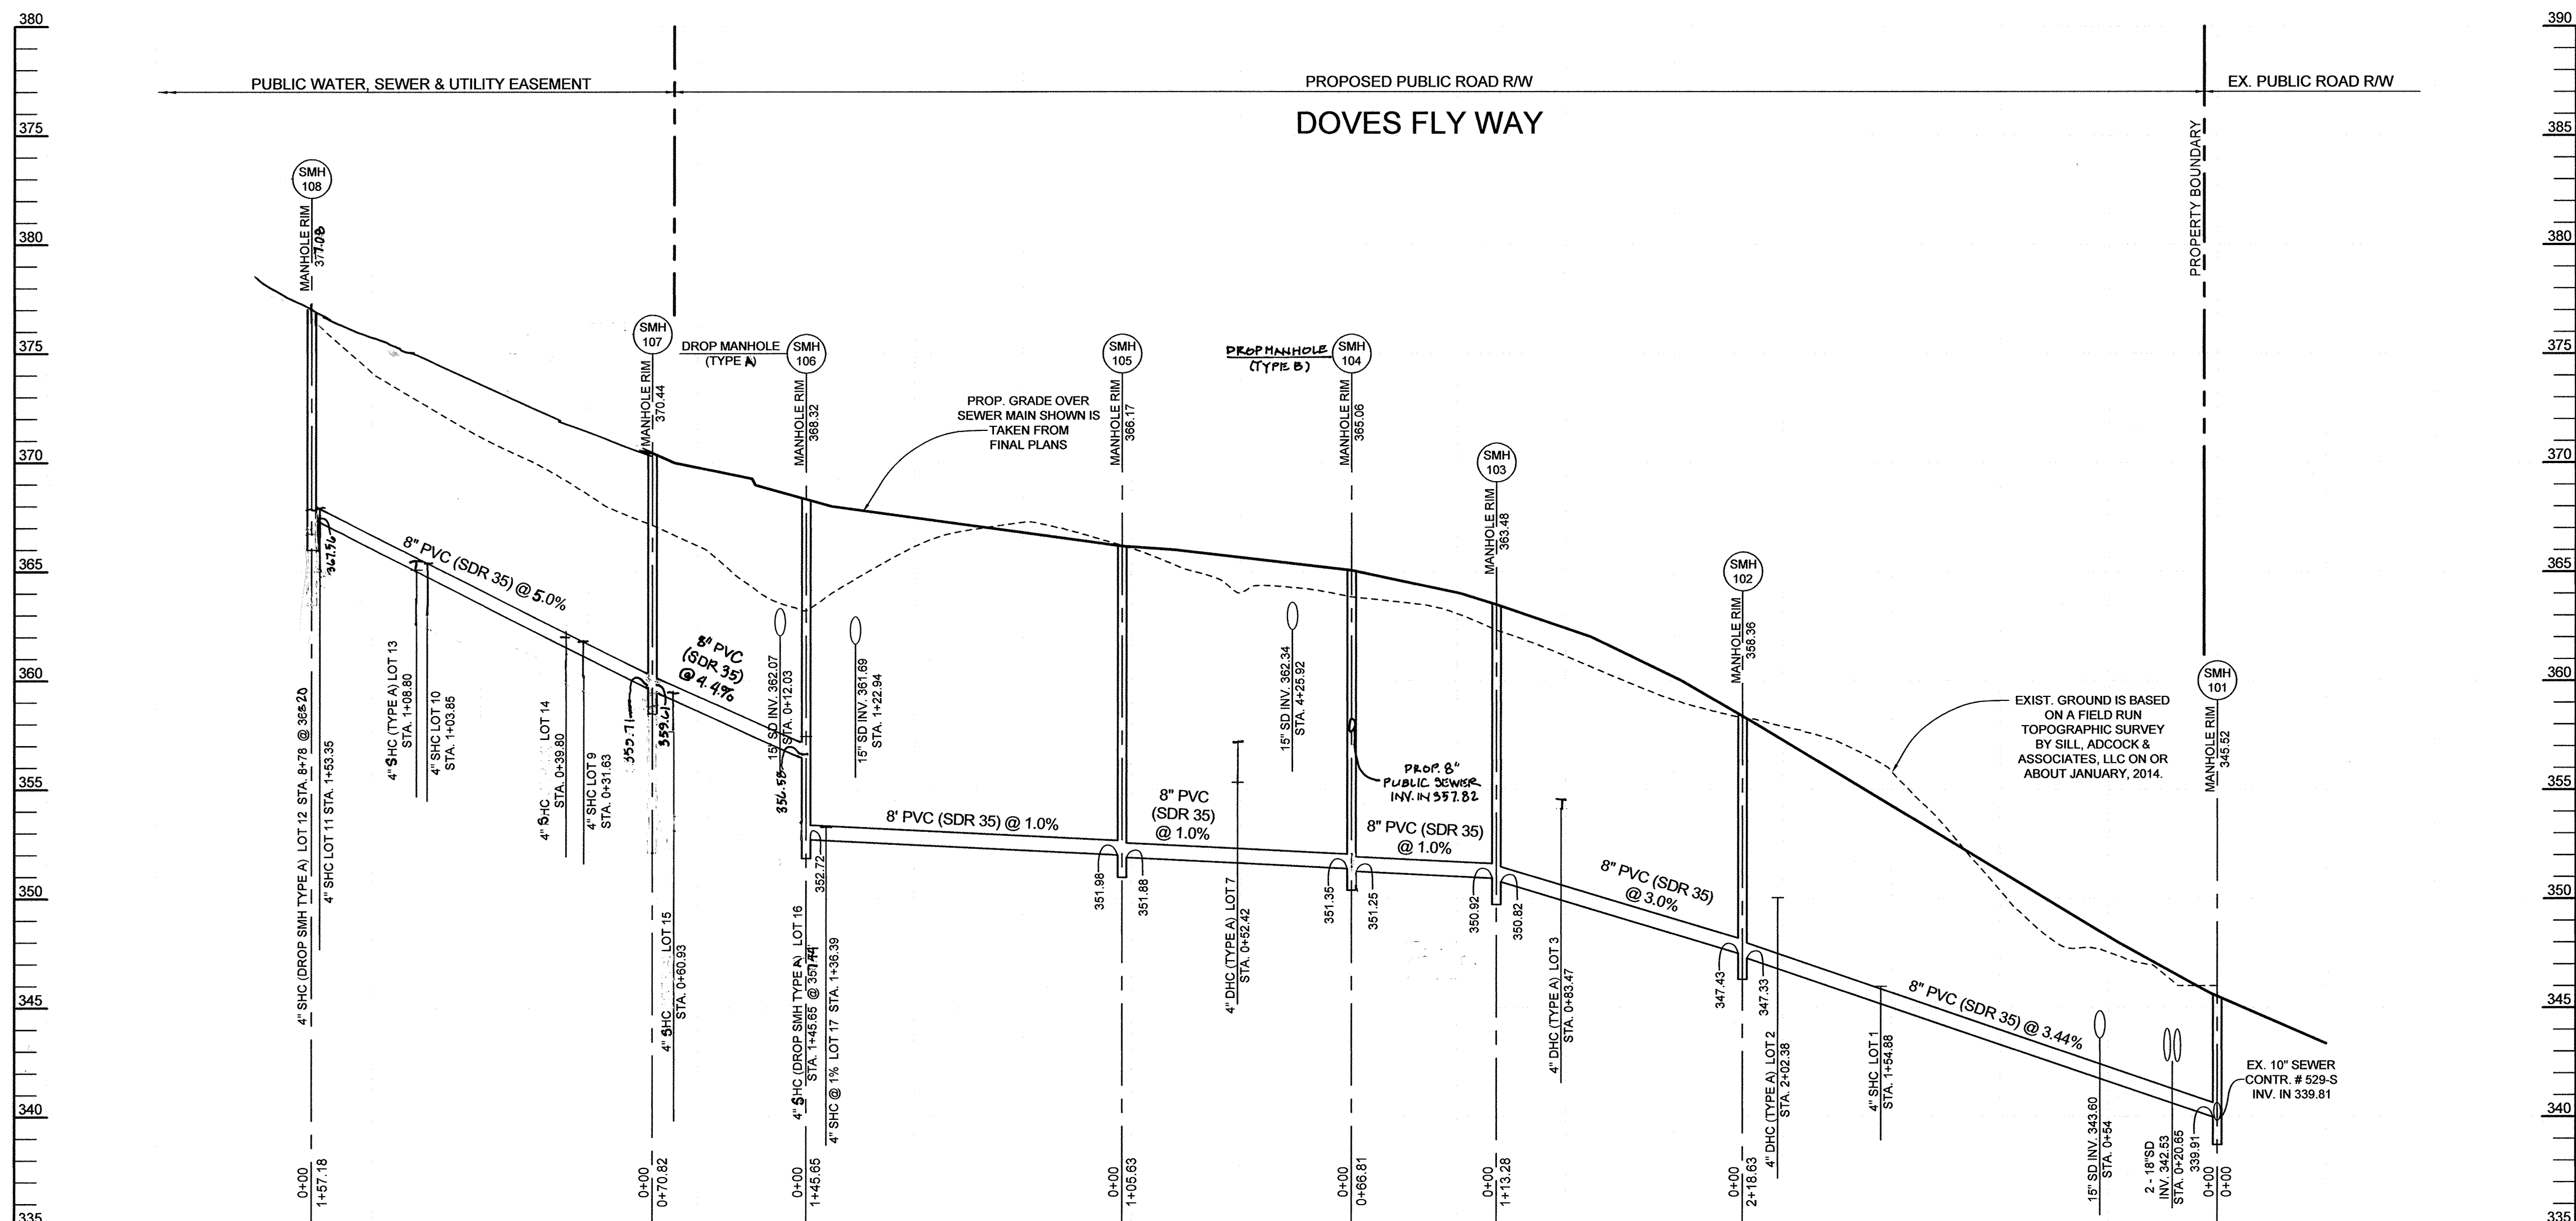 380
390
PUBLIC WATER, SEWER & UTILITY EASEMENT
PROPOSED PUBLIC ROAD R/W
EX. PUBLIC ROAD R/W
DOVES FLY WAY
375
385
PROPERTY BOUNDARY
SMH
108
MANHOLE RIM
377.08
380
380
SMH
107
MANHOLE RIM
370.44
DROP MANHOLE
(TYPE A)
SMH
106
MANHOLE RIM
368.32
SMH
105
MANHOLE RIM
366.17
DROP MANHOLE
(TYPE B)
SMH
104
MANHOLE RIM
365.06
375
375
PROP. GRADE OVER
SEWER MAIN SHOWN IS
TAKEN FROM
FINAL PLANS
SMH
103
MANHOLE RIM
363.48
370
370
SMH
102
MANHOLE RIM
358.36
365
365
SMH
101
MANHOLE RIM
345.52
360
360
EXIST. GROUND IS BASED
ON A FIELD RUN
TOPOGRAPHIC SURVEY
BY SILL, ADCOCK &
ASSOCIATES, LLC ON OR
ABOUT JANUARY, 2014.
367.56
8" PVC (SDR 35) @ 5.0%
8" PVC
(SDR 35)
@ 4.4%
359.71
359.61
356.50
15" SD INV. 362.07
STA. 0+12.03
15" SD INV. 361.69
STA. 1+22.94
15" SD INV. 362.34
STA. 4+25.92
PROP. 8"
PUBLIC SEWER
INV. IN 357.82
355
355
4" SHC (DROP SMH TYPE A) LOT 12 STA. 8+78 @
4" SHC LOT 11 STA. 1+53.35
4" SHC (TYPE A) LOT 13
STA. 1+08.80
4" SHC LOT 10
STA. 1+03.85
4" SHC LOT 14
STA. 0+39.80
4" SHC LOT 9
STA. 0+31.63
4" SHC LOT 15
STA. 0+60.93
4" SHC (DROP SMH TYPE A) LOT 16
STA. 1+45.65 @
4" SHC @ 1% LOT 17 STA. 1+36.39
352.72
8' PVC (SDR 35) @ 1.0%
351.98
351.88
8" PVC
(SDR 35)
@ 1.0%
4" DHC (TYPE A) LOT 7
STA. 0+52.42
351.35
351.25
8" PVC (SDR 35)
@ 1.0%
350.92
350.82
4" DHC (TYPE A) LOT 3
STA. 0+83.47
8" PVC (SDR 35)
@ 3.0%
347.43
347.33
4" DHC (TYPE A) LOT 2
STA. 2+02.38
4" SHC LOT 1
STA. 1+54.88
8" PVC (SDR 35) @ 3.44%
15" SD INV. 343.60
STA. 0+54
2 - 18"SD
INV. 342.53
STA. 0+20.65
339.91
EX. 10" SEWER
CONTR. # 529-S
INV. IN 339.81
350
350
345
345
340
340
0+00
1+57.18
0+00
0+70.82
0+00
1+45.65
0+00
1+05.63
0+00
0+66.81
0+00
1+13.28
0+00
2+18.63
0+00
0+00
335
335